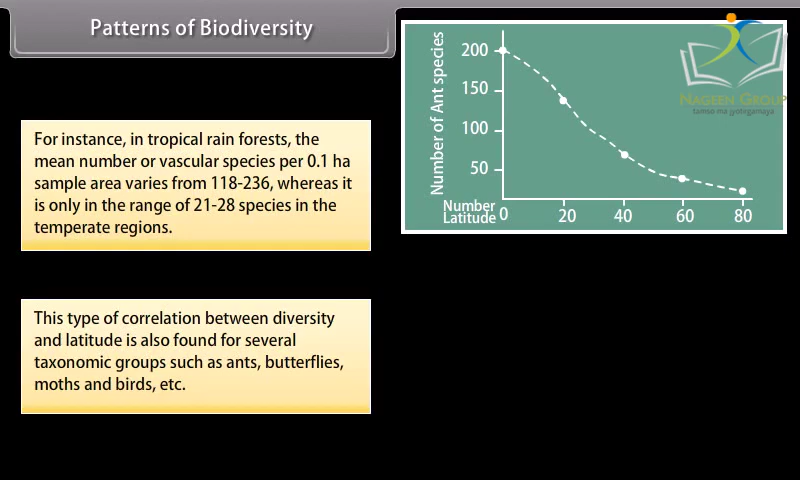 Patterns of Biodiversity
For instance, in tropical rain forests, the
mean number or vascular species per 0.1 ha
sample area varies from 118-236, whereas it
is only in the range of 21-28 species in the
temperate regions.
This type of correlation between diversity
and latitude is also found for several
taxonomic groups such as ants, butterflies,
moths and birds, etc.
Number of Ant species
200
150
100
50
Number
Latitude
0 20 40 60 80
NAGEEN GROUP
tamso ma jyotirgamaya